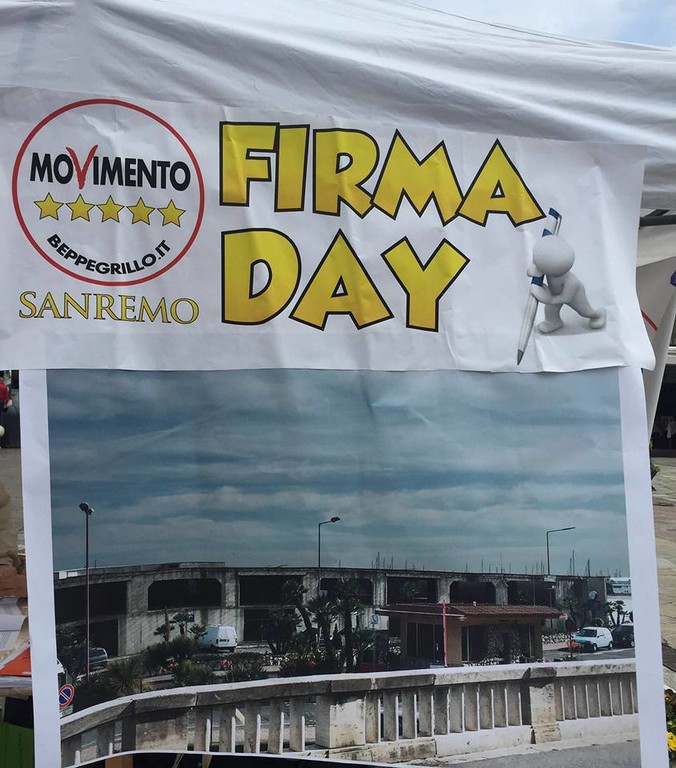 MOVIMENTO
BEPPEGRILLO.IT
SANREMO
FIRMA
DAY